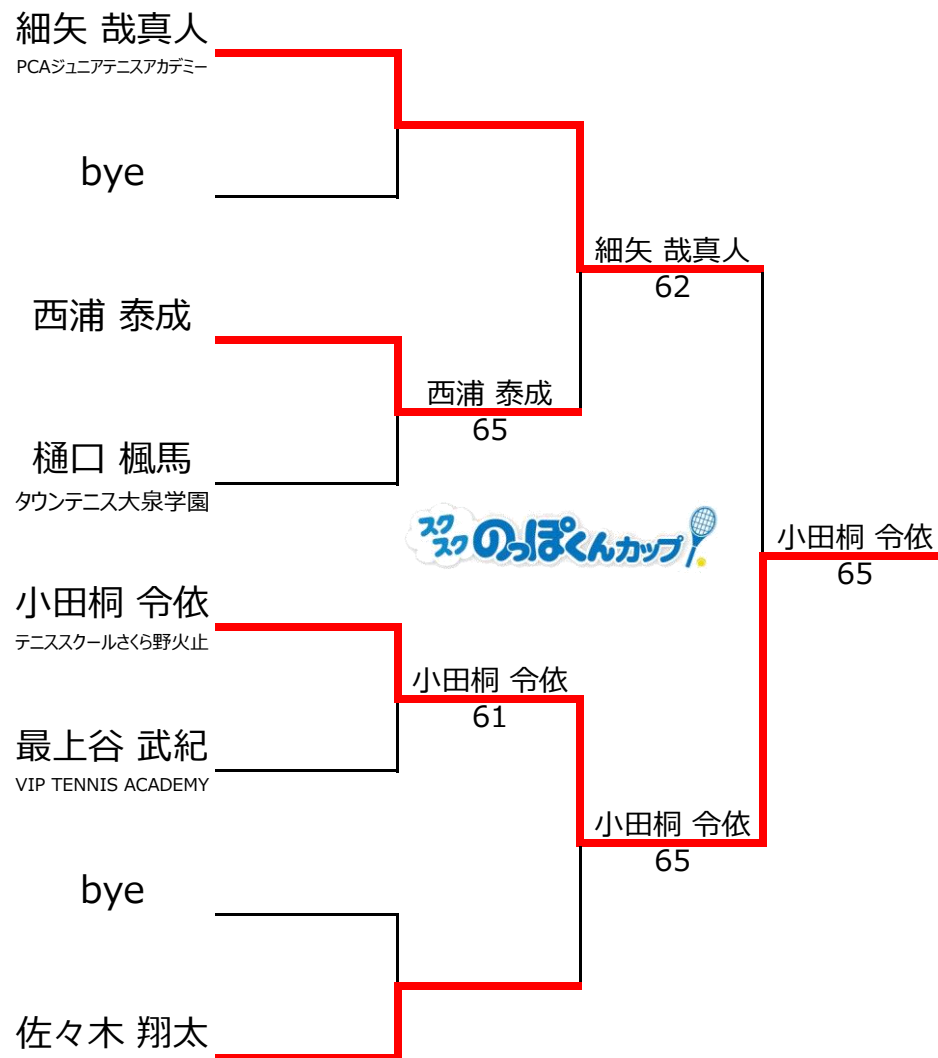 細矢 哉真人
PCAジュニアテニスアカデミー
bye
細矢 哉真人
62
西浦 泰成
西浦 泰成
65
樋口 楓馬
タウンテニス大泉学園
スクスク のっぽくんカップ
小田桐 令依
65
小田桐 令依
テニススクールさくら野火止
小田桐 令依
61
最上谷 武紀
VIP TENNIS ACADEMY
小田桐 令依
65
bye
佐々木 翔太